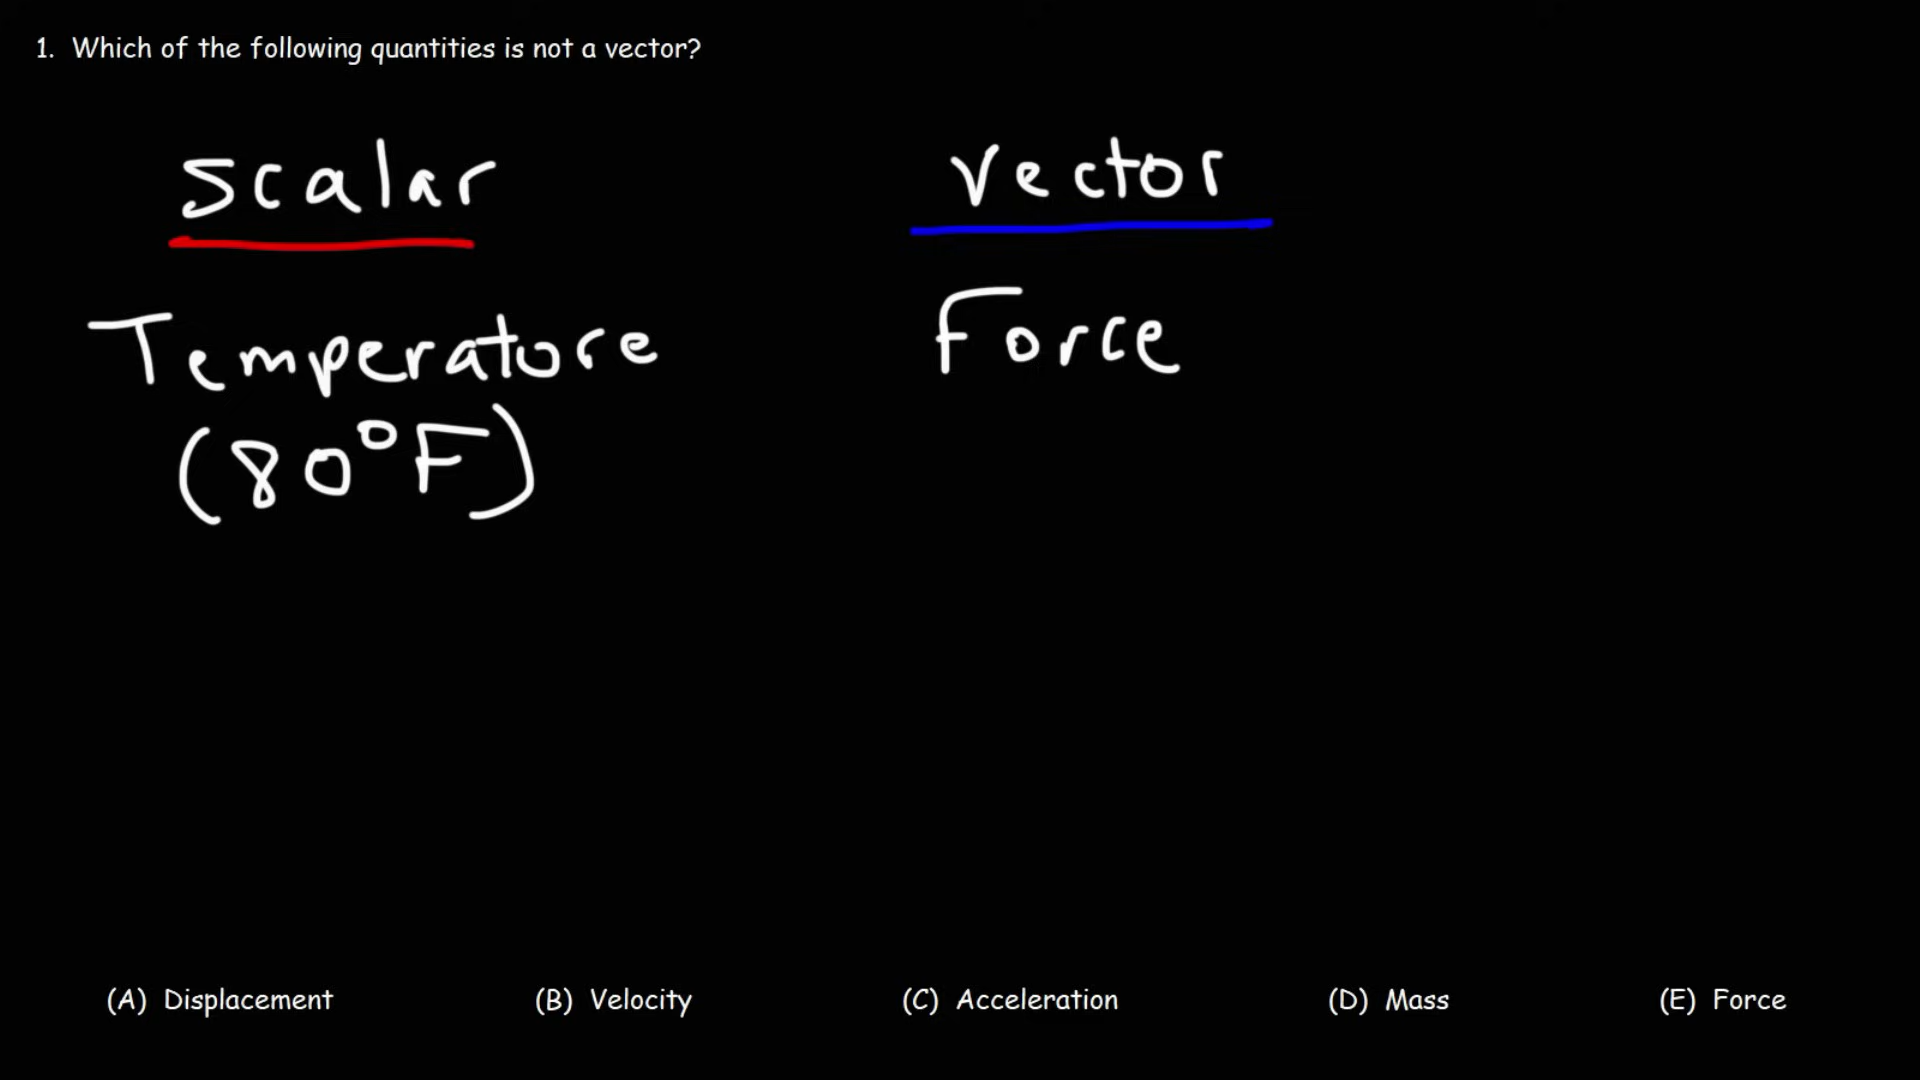 1. Which of the following quantities is not a vector?
scalar
vector
Temperature
Force
(80°F)
(A) Displacement
(B) Velocity
(C) Acceleration
(D) Mass
(E) Force